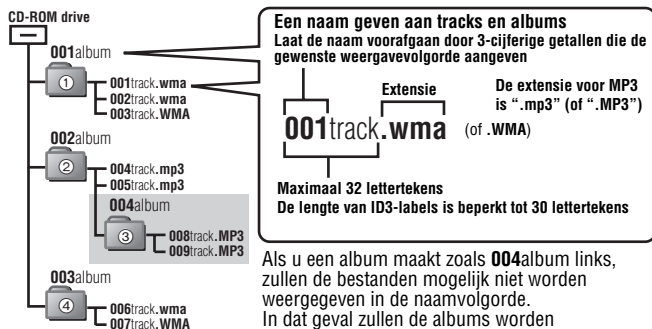 CD-ROM drive
001album
①
001track.wma
002track.wma
003track.WMA
002album
②
004track.mp3
005track.mp3
004album
③
008track.MP3
009track.MP3
003album
④
006track.wma
007track.WMA
Een naam geven aan tracks en albums
Laat de naam voorafgaan door 3-cijferige getallen die de
gewenste weergavevolgorde aangeven
Extensie
001track.wma (of .WMA)
De extensie voor MP3
is “.mp3” (of “.MP3”)
Maximaal 32 lettertekens
De lengte van ID3-labels is beperkt tot 30 lettertekens
Als u een album maakt zoals 004album links,
zullen de bestanden mogelijk niet worden
weergegeven in de naamvolgorde.
In dat geval zullen de albums worden